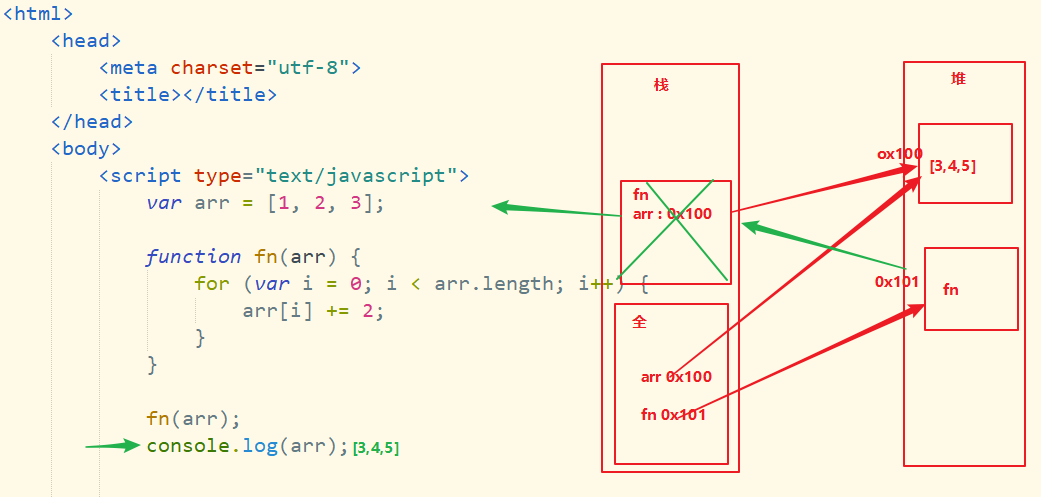 <html>
<head>
<meta charset="utf-8">
<title></title>
</head>
<body>
<script type="text/javascript">
var arr = [1, 2, 3];
function fn(arr) {
for (var i = 0; i < arr.length; i++) {
arr[i] += 2;
}
}
fn(arr);
console.log(arr);[3,4,5]
栈
fn
arr : 0x100
全
arr 0x100
fn 0x101
堆
ox100
[3,4,5]
0x101
fn